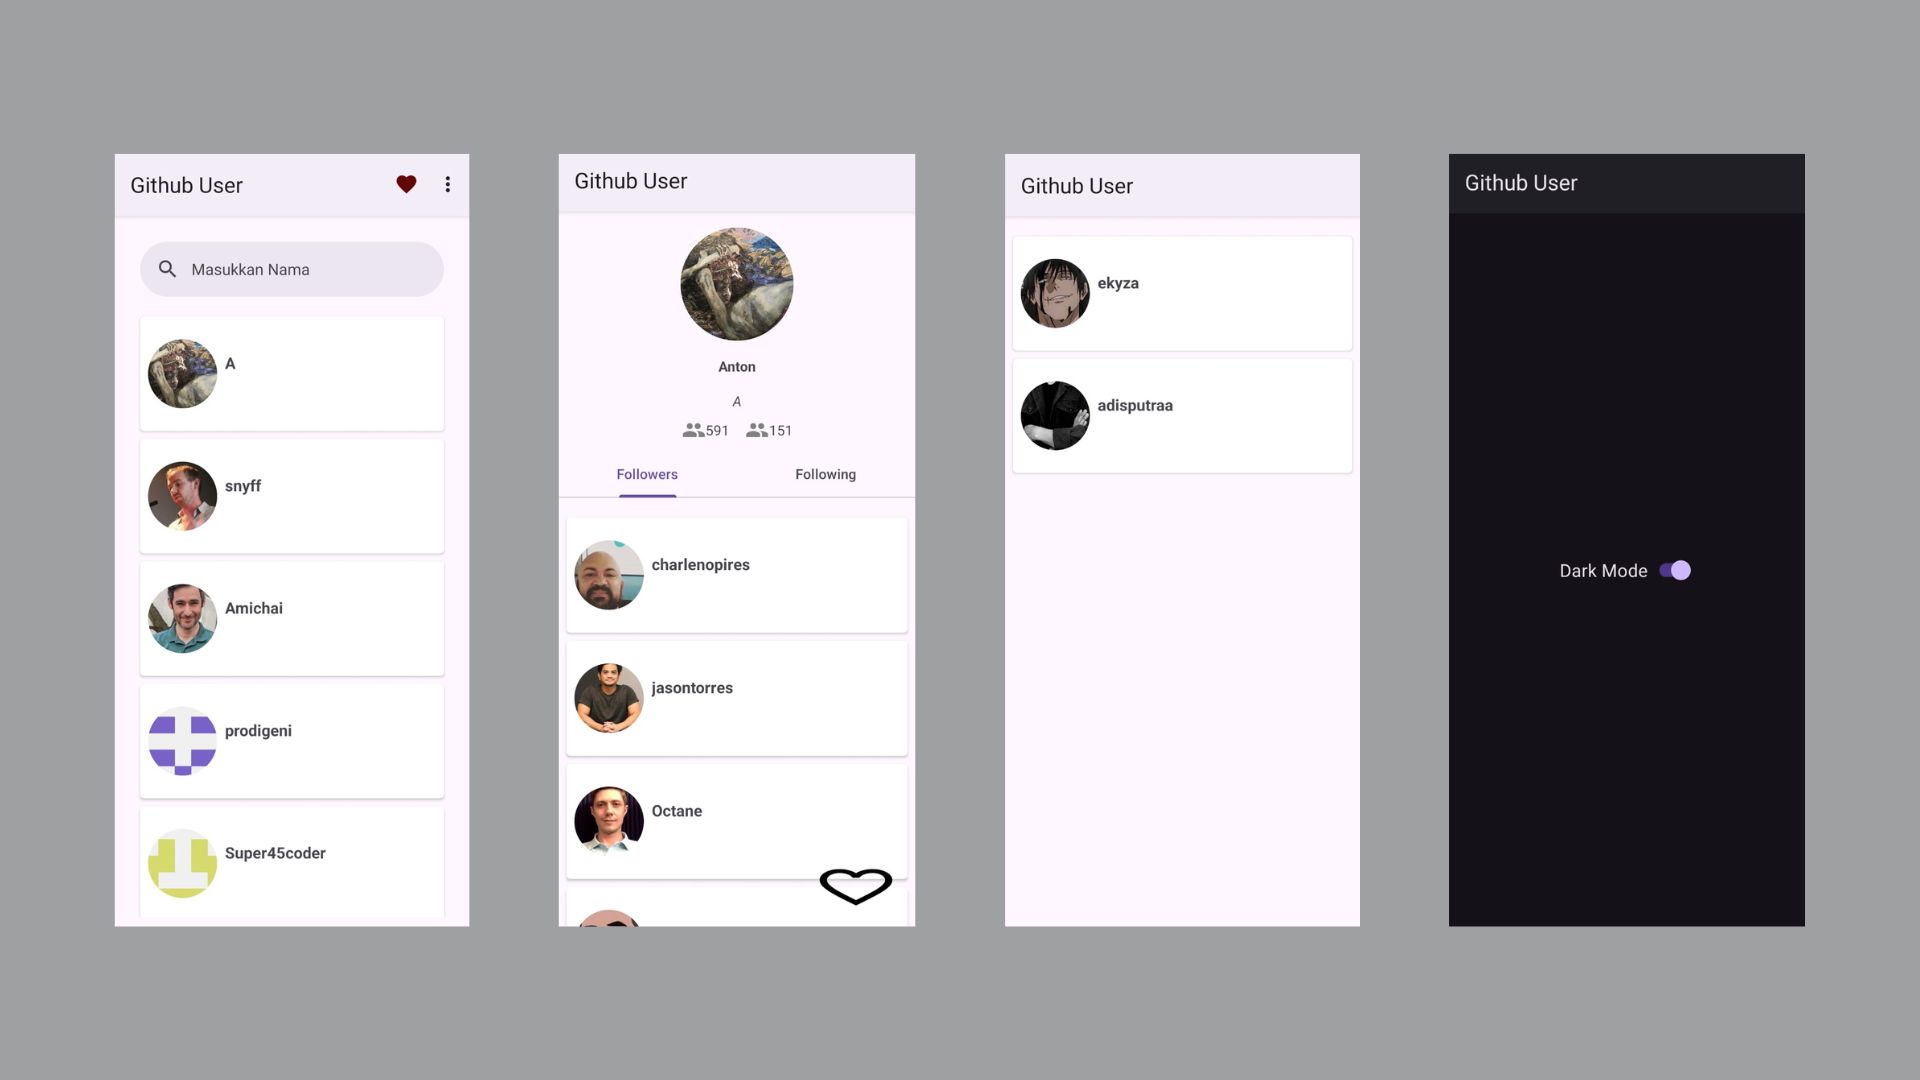 Github User
Masukkan Nama
A
snyff
Amichai
prodigeni
Super45coder
Github User
Anton
A
591 151
Followers Following
charlenopires
jasontorres
Octane
Github User
ekyza
adisputraa
Github User
Dark Mode